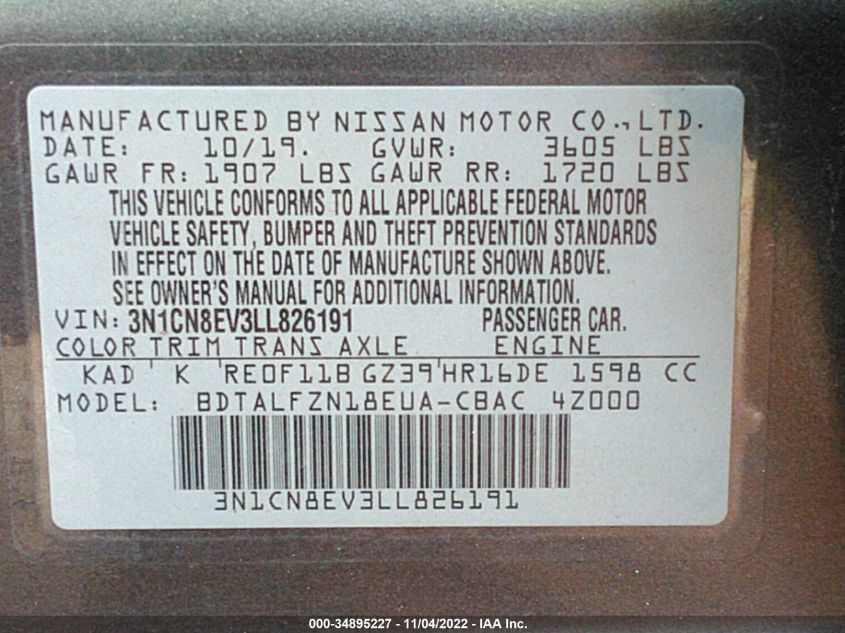 MANUFACTURED BY NISSAN MOTOR CO., LTD.
DATE: 10/19. GVWR: 3605 LBS
GAWR FR: 1907 LBS GAWR RR: 1720 LBS
THIS VEHICLE CONFORMS TO ALL APPLICABLE FEDERAL MOTOR
VEHICLE SAFETY, BUMPER AND THEFT PREVENTION STANDARDS
IN EFFECT ON THE DATE OF MANUFACTURE SHOWN ABOVE.
SEE OWNER'S MANUAL FOR ADDITIONAL INFORMATION.
VIN: 3N1CN8EV3LL826191 PASSENGER CAR.
COLOR TRIM TRANS AXLE ENGINE
KAD K RE0F11B GZ39 HR16DE 1598 CC
MODEL: BDTALFZN18EUA-CBAC 4Z000
3N1CN8EV3LL826191
000-34895227 - 11/04/2022 - IAA Inc.